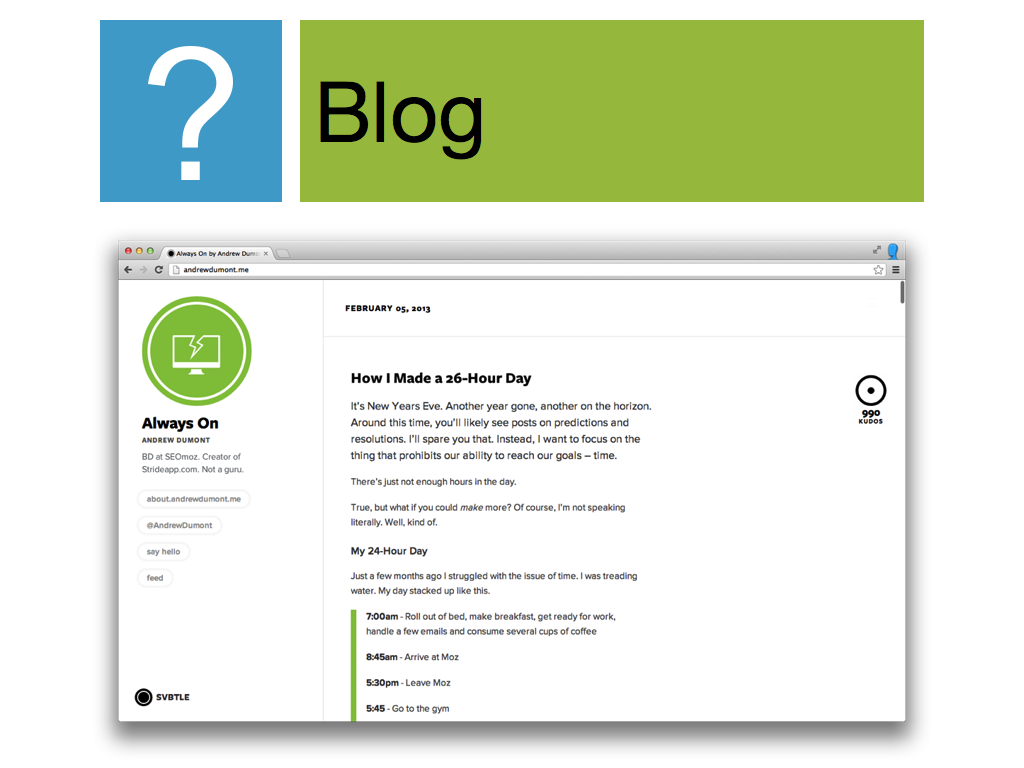 ?
Blog
Always On by Andrew Dum
andrewdumont.me
FEBRUARY 05, 2013
Always On
ANDREW DUMONT
BD at SEOmoz. Creator of
Strideapp.com. Not a guru.
about.andrewdumont.me
@AndrewDumont
say hello
feed
SVBTLE
How I Made a 26-Hour Day
It's New Years Eve. Another year gone, another on the horizon.
Around this time, you'll likely see posts on predictions and
resolutions. I'll spare you that. Instead, I want to focus on the
thing that prohibits our ability to reach our goals – time.
There's just not enough hours in the day.
True, but what if you could make more? Of course, I'm not speaking
literally. Well, kind of.
My 24-Hour Day
Just a few months ago I struggled with the issue of time. I was treading
water. My day stacked up like this.
7:00am - Roll out of bed, make breakfast, get ready for work,
handle a few emails and consume several cups of coffee
8:45am - Arrive at Moz
5:30pm - Leave Moz
5:45 - Go to the gym
990
KUDOS